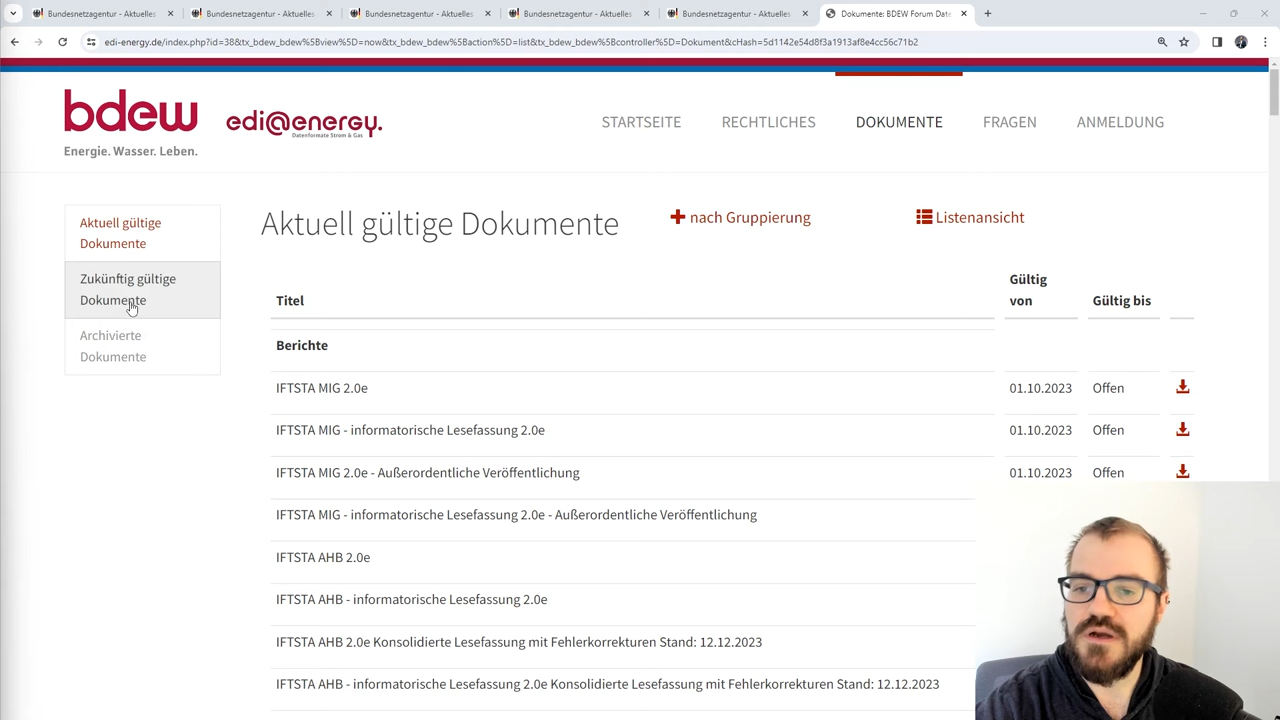 Bundesnetzagentur - Aktuelles
Bundesnetzagentur - Aktuelles
Bundesnetzagentur - Aktuelles
Bundesnetzagentur - Aktuelles
Bundesnetzagentur - Aktuelles
Dokumente: BDEW Forum Date
edi-energy.de/index.php?id=38&tx_bdew_bdew%5Bview%5D=now&tx_bdew_bdew%5Baction%5D=list&tx_bdew_bdew%5Bcontroller%5D=Dokument&cHash=5d1142e54d8f3a1913af8e4cc56c71b2
bdew
Energie. Wasser. Leben.
edi@energy.
Datenformate Strom & Gas
STARTSEITE
RECHTLICHES
DOKUMENTE
FRAGEN
ANMELDUNG
Aktuell gültige
Dokumente
Zukünftig gültige
Dokumente
Archivierte
Dokumente
Aktuell gültige Dokumente
nach Gruppierung
Listenansicht
Titel
Gültig
von
Gültig bis
Berichte
IFTSTA MIG 2.0e 01.10.2023 Offen
IFTSTA MIG - informatorische Lesefassung 2.0e 01.10.2023 Offen
IFTSTA MIG 2.0e - Außerordentliche Veröffentlichung 01.10.2023 Offen
IFTSTA MIG - informatorische Lesefassung 2.0e - Außerordentliche Veröffentlichung
IFTSTA AHB 2.0e
IFTSTA AHB - informatorische Lesefassung 2.0e
IFTSTA AHB 2.0e Konsolidierte Lesefassung mit Fehlerkorrekturen Stand: 12.12.2023
IFTSTA AHB - informatorische Lesefassung 2.0e Konsolidierte Lesefassung mit Fehlerkorrekturen Stand: 12.12.2023